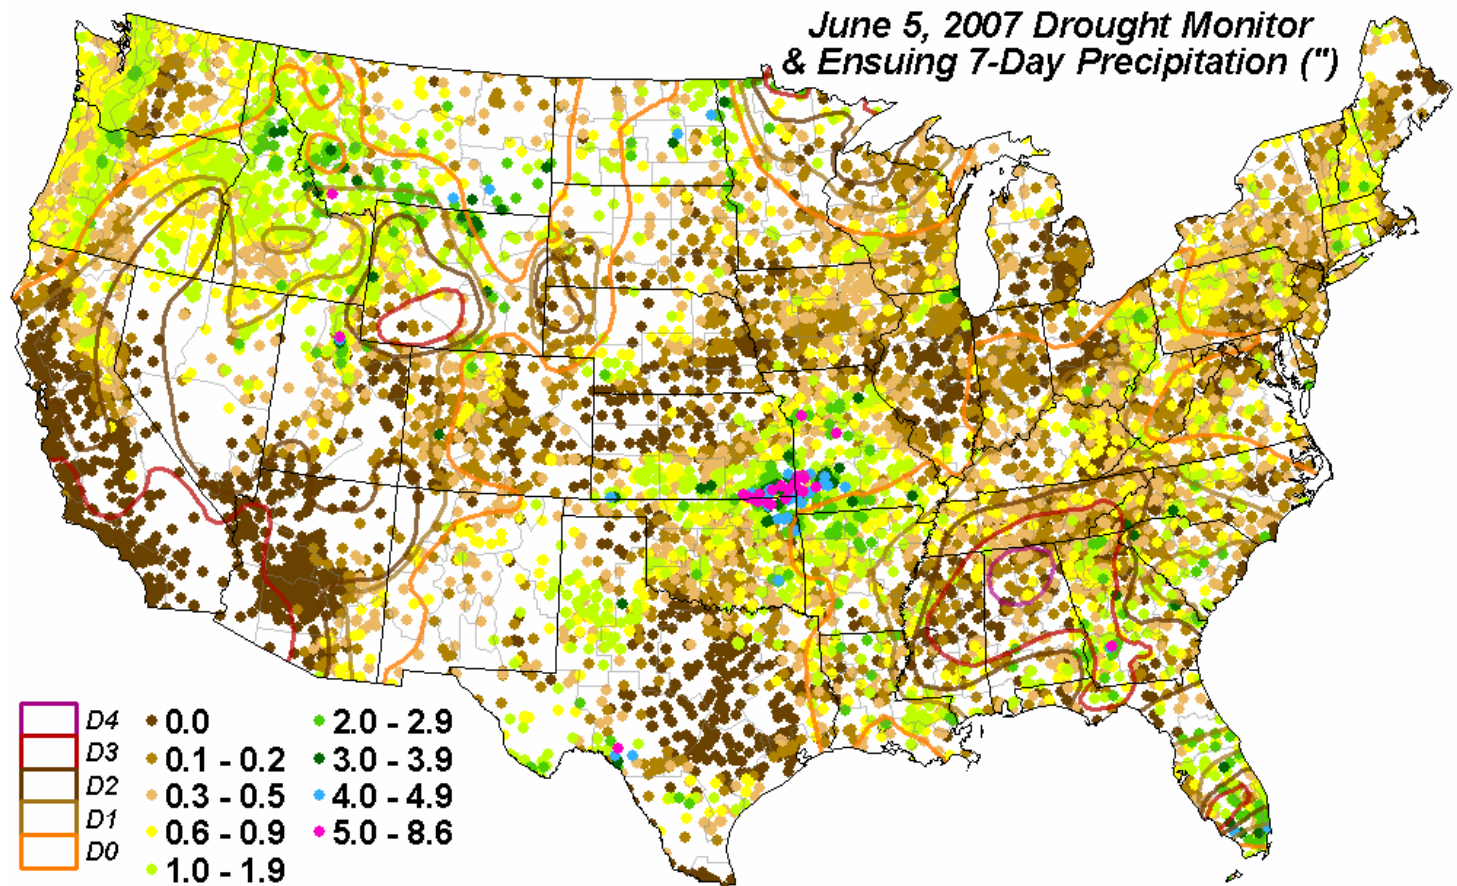 June 5, 2007 Drought Monitor
& Ensuing 7-Day Precipitation (")
D4
D3
D2
D1
D0
0.0
0.1 - 0.2
0.3 - 0.5
0.6 - 0.9
1.0 - 1.9
2.0 - 2.9
3.0 - 3.9
4.0 - 4.9
5.0 - 8.6